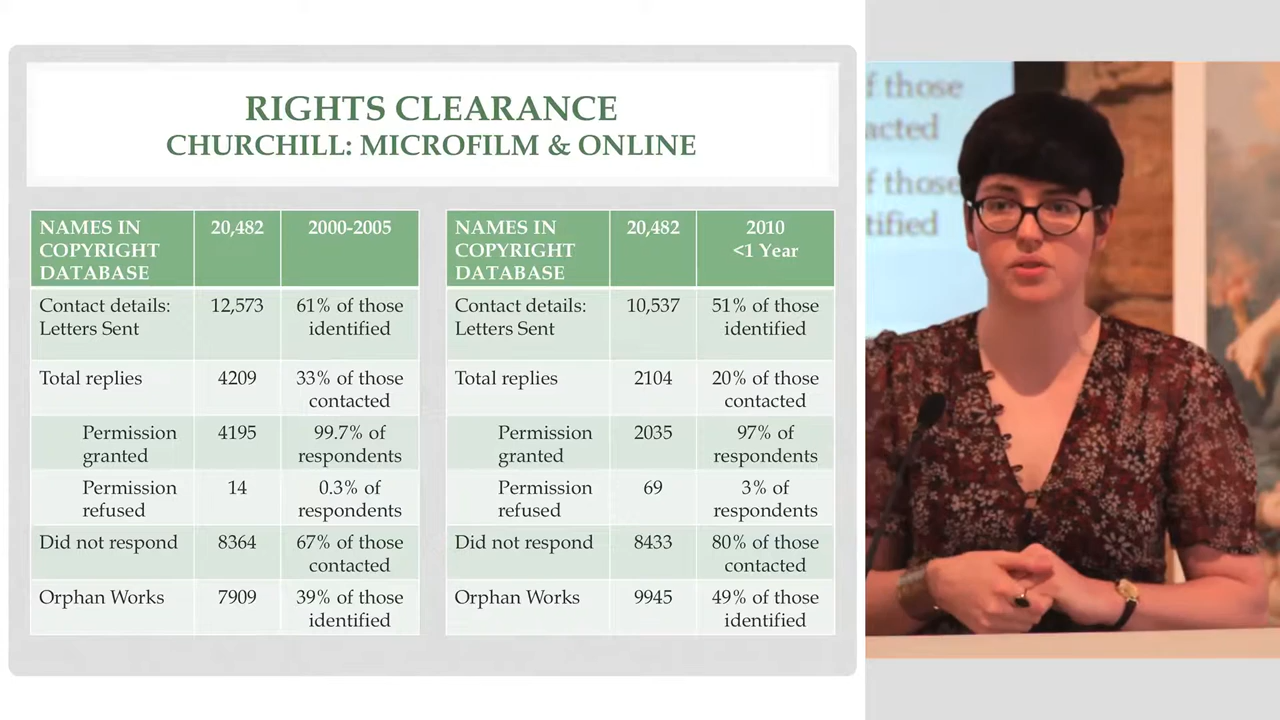 RIGHTS CLEARANCE
CHURCHILL: MICROFILM & ONLINE
NAMES IN
COPYRIGHT
DATABASE
20,482
2000-2005
Contact details:
Letters Sent
12,573
61% of those
identified
Total replies
4209
33% of those
contacted
Permission
granted
4195
99.7% of
respondents
Permission
refused
14
0.3% of
respondents
Did not respond
8364
67% of those
contacted
Orphan Works
7909
39% of those
identified
NAMES IN
COPYRIGHT
DATABASE
20,482
2010
<1 Year
Contact details:
Letters Sent
10,537
51% of those
identified
Total replies
2104
20% of those
contacted
Permission
granted
2035
97% of
respondents
Permission
refused
69
3% of
respondents
Did not respond
8433
80% of those
contacted
Orphan Works
9945
49% of those
identified
f those
acted
f those
tified